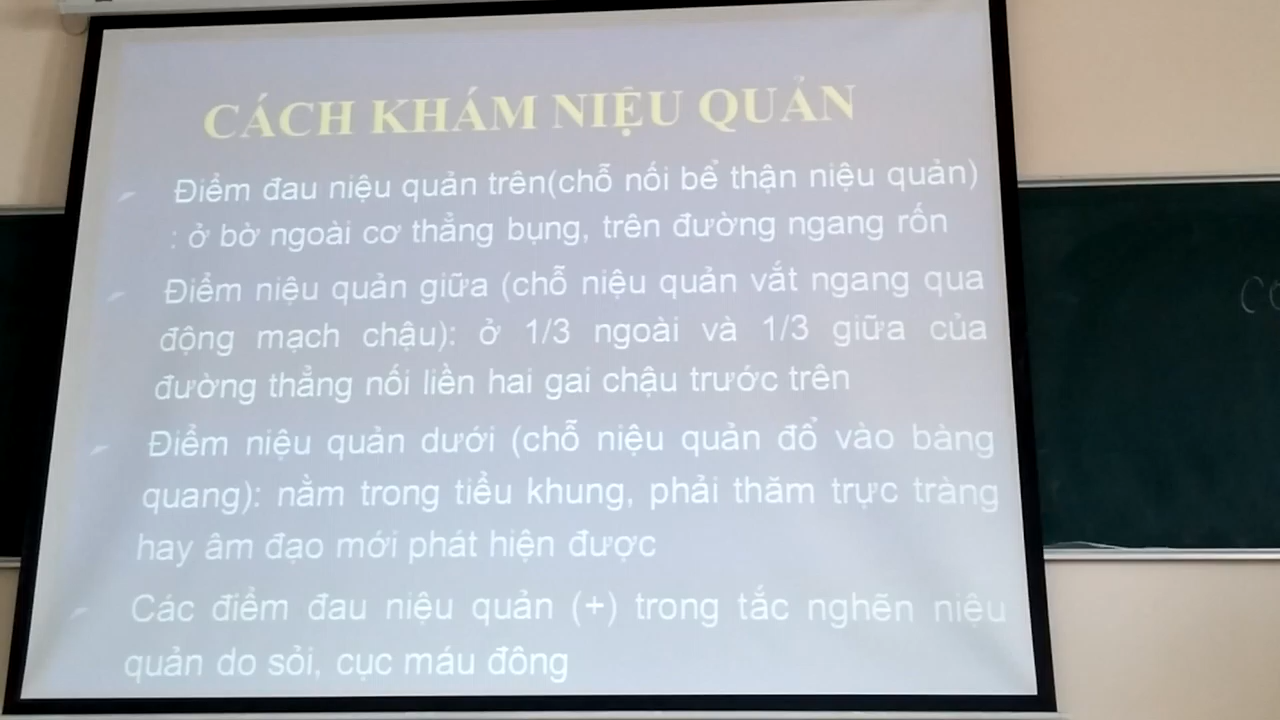 CÁCH KHÁM NIỆU QUẢN
Điểm đau niệu quản trên(chỗ nối bể thận niệu quản)
: ở bờ ngoài cơ thẳng bụng, trên đường ngang rốn
Điểm niệu quản giữa (chỗ niệu quản vắt ngang qua
động mạch chậu): ở 1/3 ngoài và 1/3 giữa của
đường thẳng nối liền hai gai chậu trước trên
Điểm niệu quản dưới (chỗ niệu quản đổ vào bàng
quang): nằm trong tiểu khung, phải thăm trực tràng
hay âm đạo mới phát hiện được
Các điểm đau niệu quản (+) trong tắc nghẽn niệu
quản do sỏi, cục máu đông